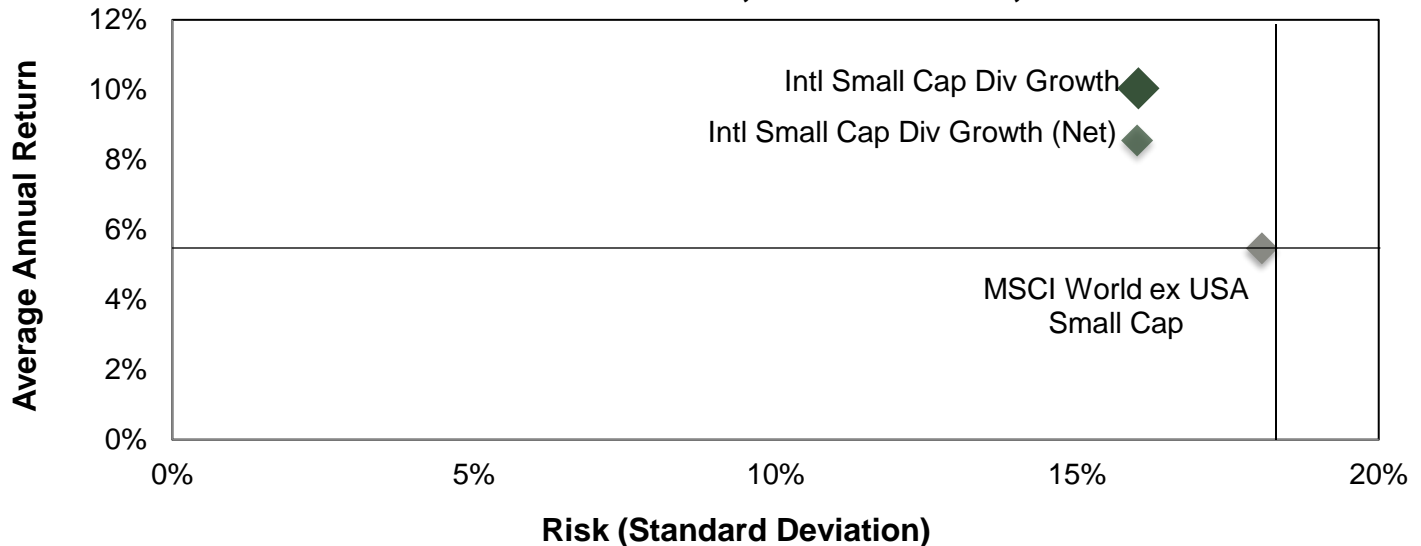 12%
10%
8%
6%
4%
2%
0%
Average Annual Return
Intl Small Cap Div Growth
Intl Small Cap Div Growth (Net)
MSCI World ex USA
Small Cap
0% 5% 10% 15% 20%
Risk (Standard Deviation)